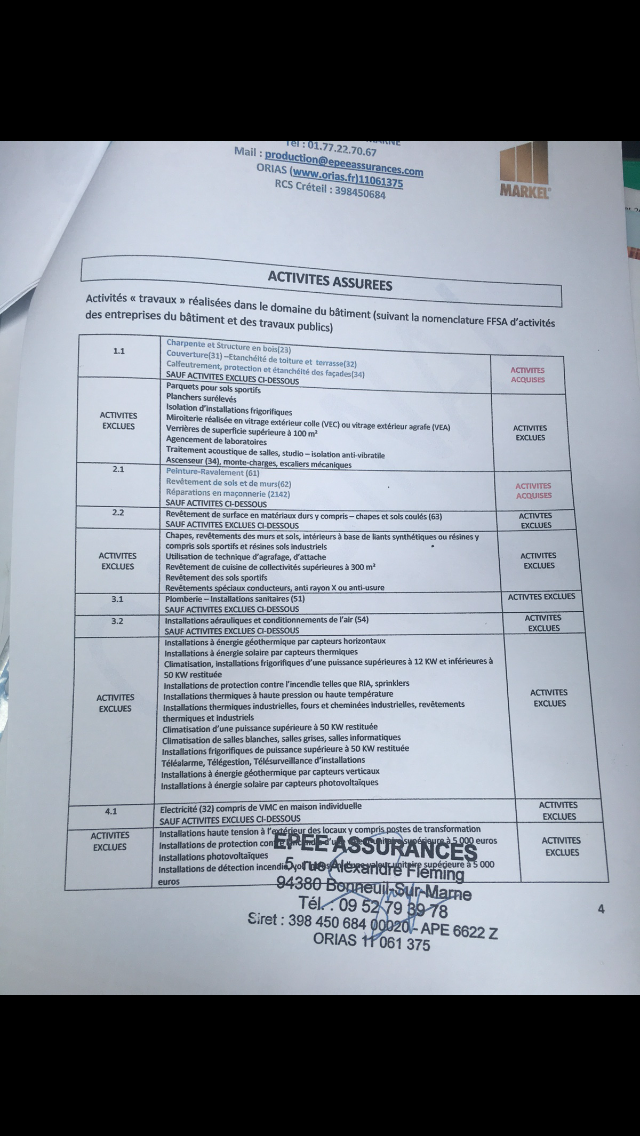 Tel : 01.77.22.70.67
Mail : production@epeeassurances.com
ORIAS (www.orias.fr)11061375
RCS Créteil : 398450684
MARKEL
ACTIVITES ASSUREES
Activités « travaux » réalisées dans le domaine du bâtiment (suivant la nomenclature FFSA d'activités
des entreprises du bâtiment et des travaux publics)
1.1
Charpente et Structure en bois(23)
Couverture(31) –Etanchéité de toiture et terrasse(32)
Calfeutrement, protection et étanchéité des façades(34)
SAUF ACTIVITES EXCLUES CI-DESSOUS
ACTIVITES
ACQUISES
ACTIVITES
EXCLUES
Parquets pour sols sportifs
Planchers surélevés
Isolation d'installations frigorifiques
Miroiterie réalisée en vitrage extérieur colle (VEC) ou vitrage extérieur agrafe (VEA)
Verrières de superficie supérieure à 100 m²
Agencement de laboratoires
Traitement acoustique de salles, studio – isolation anti-vibratile
Ascenseur (34), monte-charges, escaliers mécaniques
ACTIVITES
EXCLUES
2.1
Peinture-Ravalement (61)
Revêtement de sols et de murs(62)
Réparations en maçonnerie (2142)
SAUF ACTIVITES CI-DESSOUS
ACTIVITES
ACQUISES
2.2
Revêtement de surface en matériaux durs y compris – chapes et sols coulés (63)
SAUF ACTIVITES EXCLUES CI-DESSOUS
ACTIVTES
EXCLUES
ACTIVITES
EXCLUES
Chapes, revêtements des murs et sols, intérieurs à base de liants synthétiques ou résines y
compris sols sportifs et résines sols industriels
Utilisation de technique d'agrafage, d'attache
Revêtement de cuisine de collectivités supérieures à 300 m²
Revêtement des sols sportifs
Revêtements spéciaux conducteurs, anti rayon X ou anti-usure
ACTIVITES
EXCLUES
3.1
Plomberie – Installations sanitaires (51)
SAUF ACTIVITES EXCLUES CI-DESSOUS
ACTIVTES EXCLUES
3.2
Installations aérauliques et conditionnements de l'air (54)
SAUF ACTIVITES EXCLUES CI-DESSOUS
ACTIVITES
EXCLUES
ACTIVITES
EXCLUES
Installations à énergie géothermique par capteurs horizontaux
Installations à énergie solaire par capteurs thermiques
Climatisation, installations frigorifiques d'une puissance supérieures à 12 KW et inférieures à
50 KW restituée
Installations de protection contre l'incendie telles que RIA, sprinklers
Installations thermiques à haute pression ou haute température
Installations thermiques industrielles, fours et cheminées industrielles, revêtements
thermiques et industriels
Climatisation d'une puissance supérieure à 50 KW restituée
Climatisation de salles blanches, salles grises, salles informatiques
Installations frigorifiques de puissance supérieure à 50 KW restituée
Téléalarme, Télégestion, Télésurveillance d'installations
Installations à énergie géothermique par capteurs verticaux
Installations à énergie solaire par capteurs photovoltaïques
ACTIVITES
EXCLUES
4.1
Electricité (32) compris de VMC en maison individuelle
SAUF ACTIVITES EXCLUES CI-DESSOUS
ACTIVITES
EXCLUES
ACTIVITES
EXCLUES
Installations haute tension à l'extérieur des locaux y compris postes de transformation
Installations de protection supérieure à 5 000 euros
Installations photovoltaïques
Installations de détection incendie, supérieure à 5 000
euros
ACTIVITES
EXCLUES
EPEE ASSURANCES
5, rue Alexandre Fleming
94380 Bonneuil-Sur-Marne
Tél. : 09 52 79 39 78
Siret : 398 450 684 00020 - APE 6622 Z
ORIAS 11 061 375
4